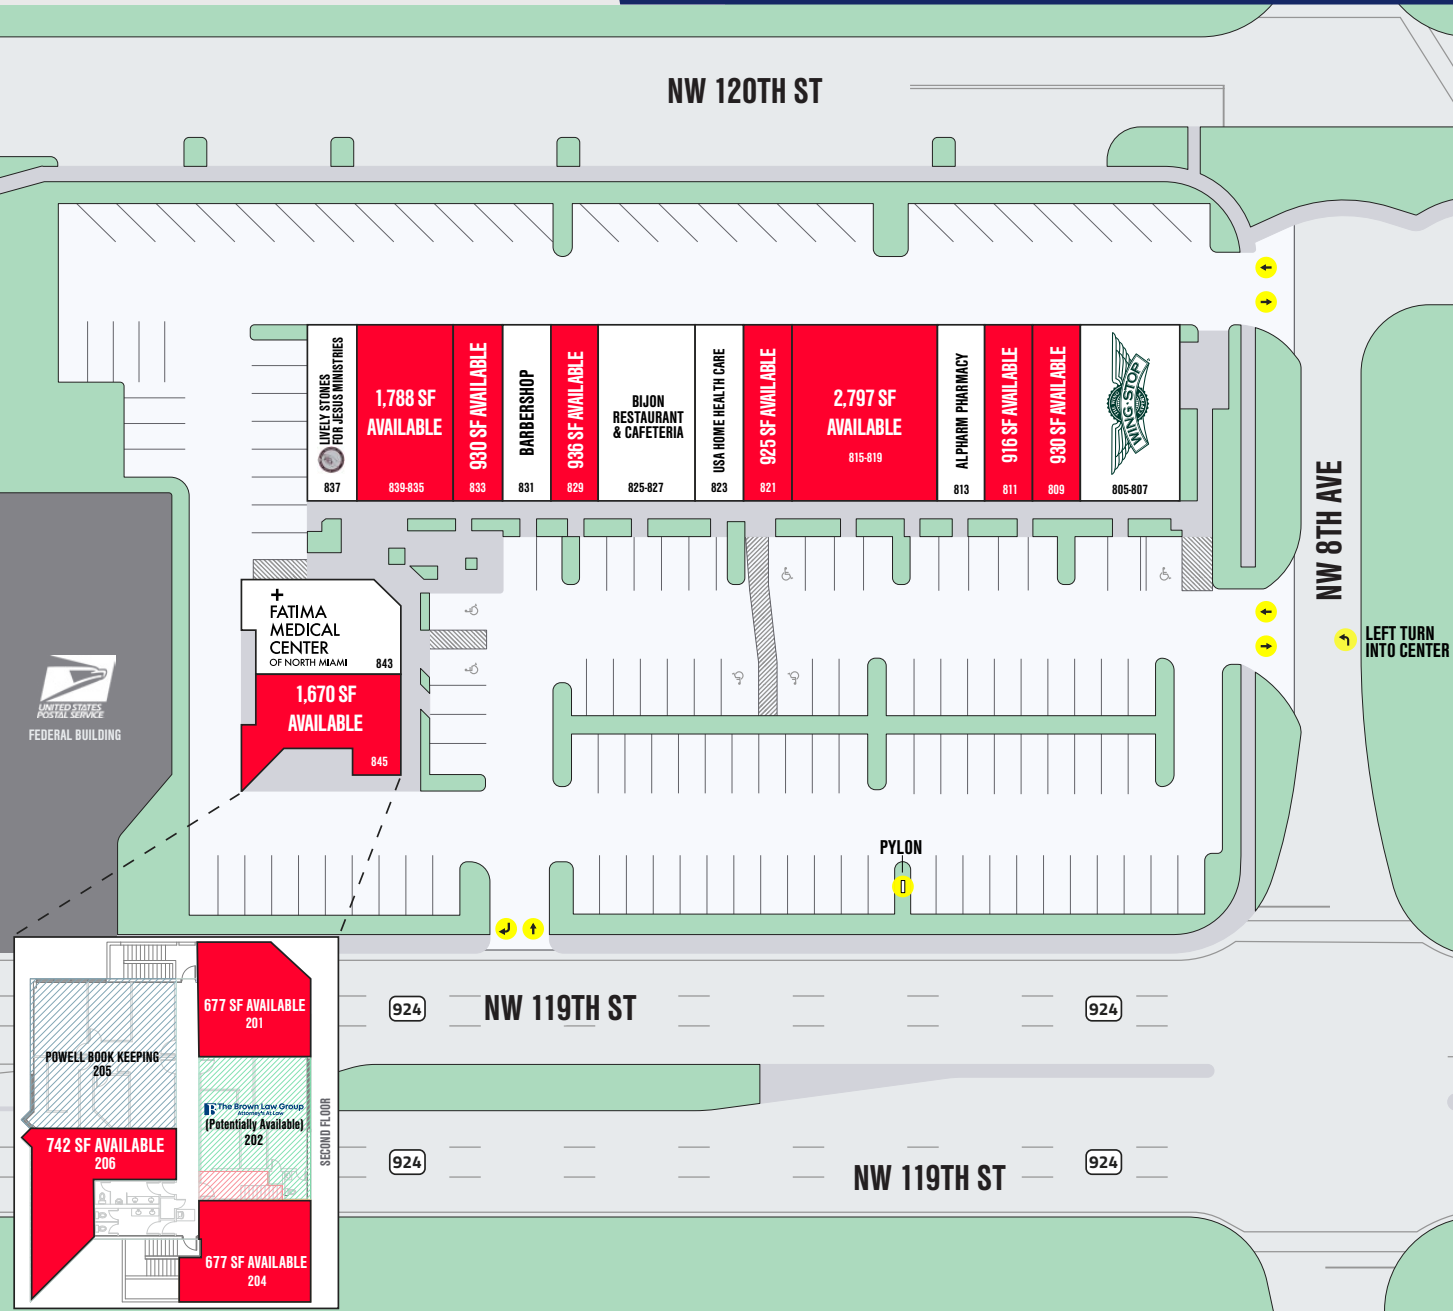 NW 120TH ST
LIVELY STONES
FOR JESUS MINISTRIES
837
1,788 SF
AVAILABLE
839-835
930 SF AVAILABLE
833
BARBERSHOP
831
936 SF AVAILABLE
829
BIJON
RESTAURANT
& CAFETERIA
825-827
USA HOME HEALTH CARE
823
925 SF AVAILABLE
821
2,797 SF
AVAILABLE
815-819
ALPHARM PHARMACY
813
916 SF AVAILABLE
811
930 SF AVAILABLE
809
WING·STOP
805-807
NW 8TH AVE
LEFT TURN
INTO CENTER
FATIMA
MEDICAL
CENTER
OF NORTH MIAMI
843
1,670 SF
AVAILABLE
845
UNITED STATES
POSTAL SERVICE
FEDERAL BUILDING
PYLON
677 SF AVAILABLE
201
POWELL BOOK KEEPING
205
The Brown Law Group
Attorneys At Law
(Potentially Available)
202
742 SF AVAILABLE
206
677 SF AVAILABLE
204
SECOND FLOOR
924
NW 119TH ST
924
924
NW 119TH ST
924